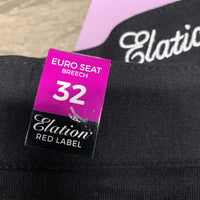 Elation
EURO SEAT
BREECH
32
Elation
RED LABEL